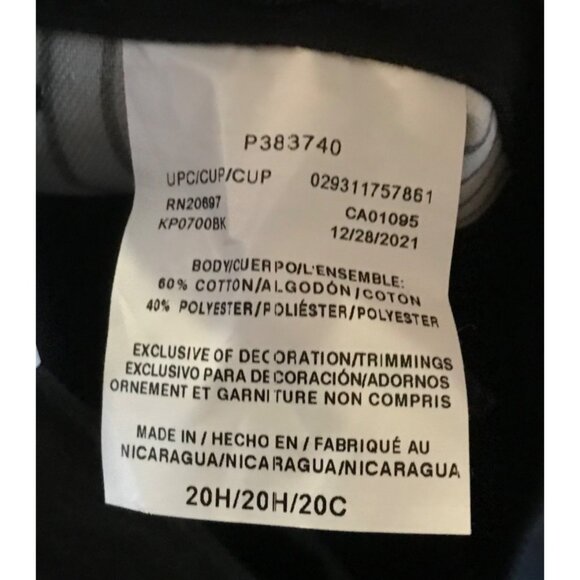 P383740
UPC/CUP/CUP 029311757861
RN20697 CA01095
KP0700BK 12/28/2021
BODY/CUERPO/L'ENSEMBLE:
60% COTTON/ALGODÓN/COTON
40% POLYESTER/POLIÉSTER/POLYESTER
EXCLUSIVE OF DECORATION/TRIMMINGS
EXCLUSIVO PARA DECORACIÓN/ADORNOS
ORNEMENT ET GARNITURE NON COMPRIS
MADE IN / HECHO EN / FABRIQUÉ AU
NICARAGUA/NICARAGUA/NICARAGUA
20H/20H/20C